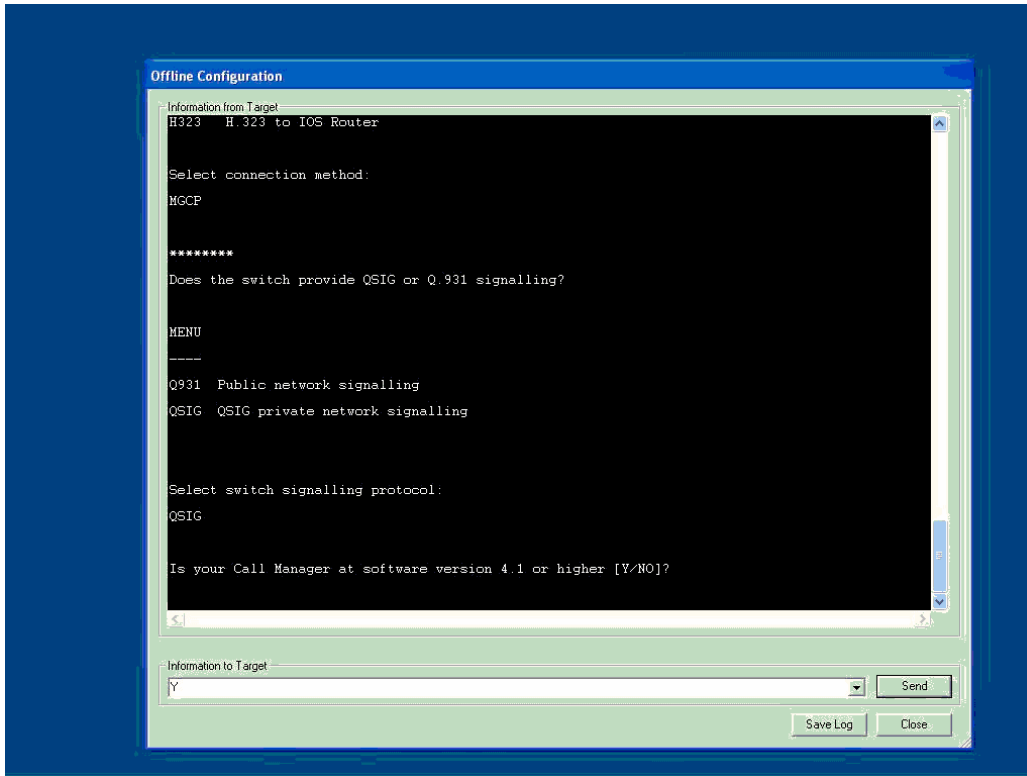 Offline Configuration
Information from Target
H323 H.323 to IOS Router
Select connection method:
MGCP
********
Does the switch provide QSIG or Q.931 signalling?
MENU
----
Q931 Public network signalling
QSIG QSIG private network signalling
Select switch signalling protocol:
QSIG
Is your Call Manager at software version 4.1 or higher [Y/NO]?
Information to Target
Y
Send
Save Log
Close